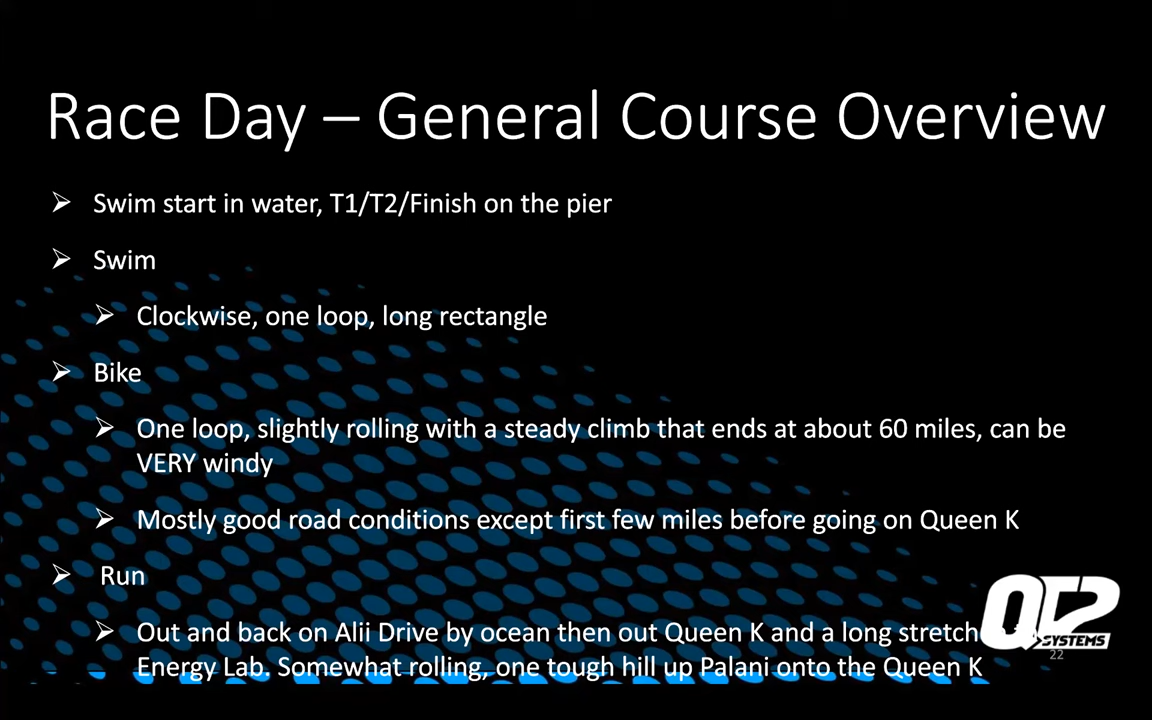 Race Day – General Course Overview
Swim start in water, T1/T2/Finish on the pier
Swim
Clockwise, one loop, long rectangle
Bike
One loop, slightly rolling with a steady climb that ends at about 60 miles, can be
VERY windy
Mostly good road conditions except first few miles before going on Queen K
Run
Out and back on Alii Drive by ocean then out Queen K and a long stretch
Energy Lab. Somewhat rolling, one tough hill up Palani onto the Queen K
QT2
SYSTEMS
22